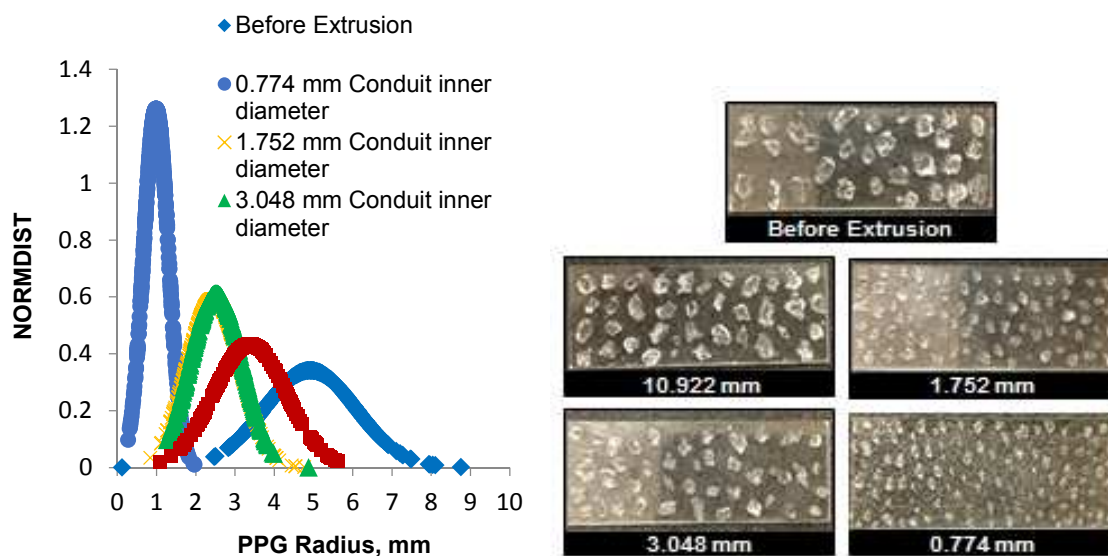 Before Extrusion
0.774 mm Conduit inner
diameter
1.752 mm Conduit inner
diameter
3.048 mm Conduit inner
diameter
1.4
1.2
1
0.8
0.6
0.4
0.2
0
NORMDIST
0 1 2 3 4 5 6 7 8 9 10
PPG Radius, mm
Before Extrusion
10.922 mm
1.752 mm
3.048 mm
0.774 mm